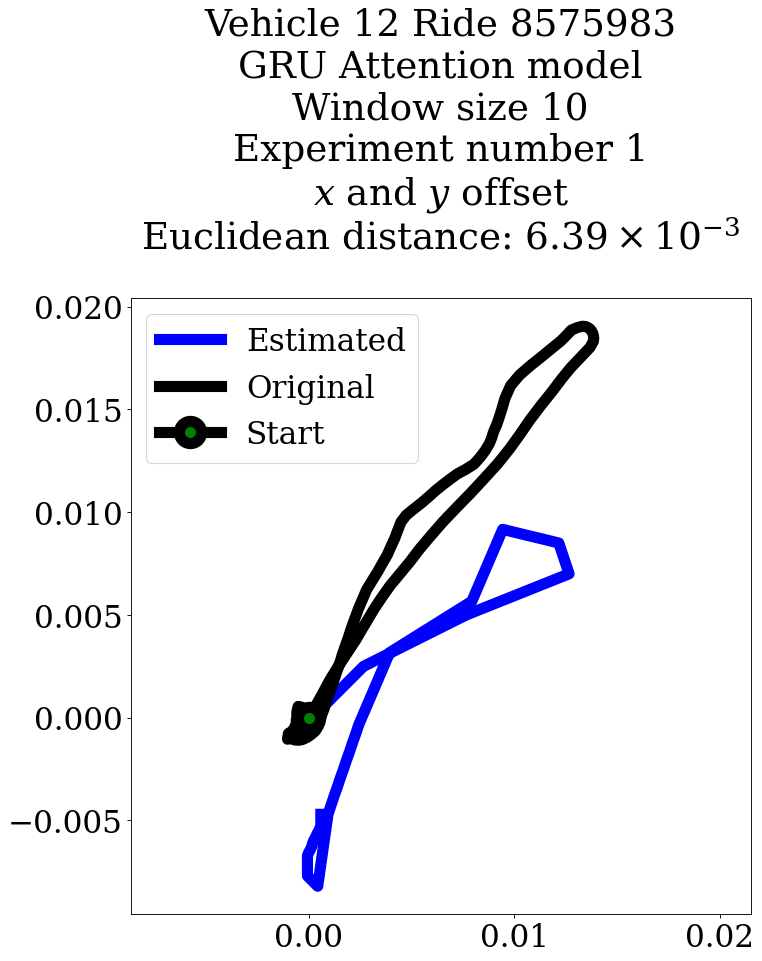 Vehicle 12 Ride 8575983
GRU Attention model
Window size 10
Experiment number 1
x and y offset
Euclidean distance: 6.39 × 10⁻³
0.020
Estimated
Original
Start
0.015
0.010
0.005
0.000
−0.005
0.00 0.01 0.02